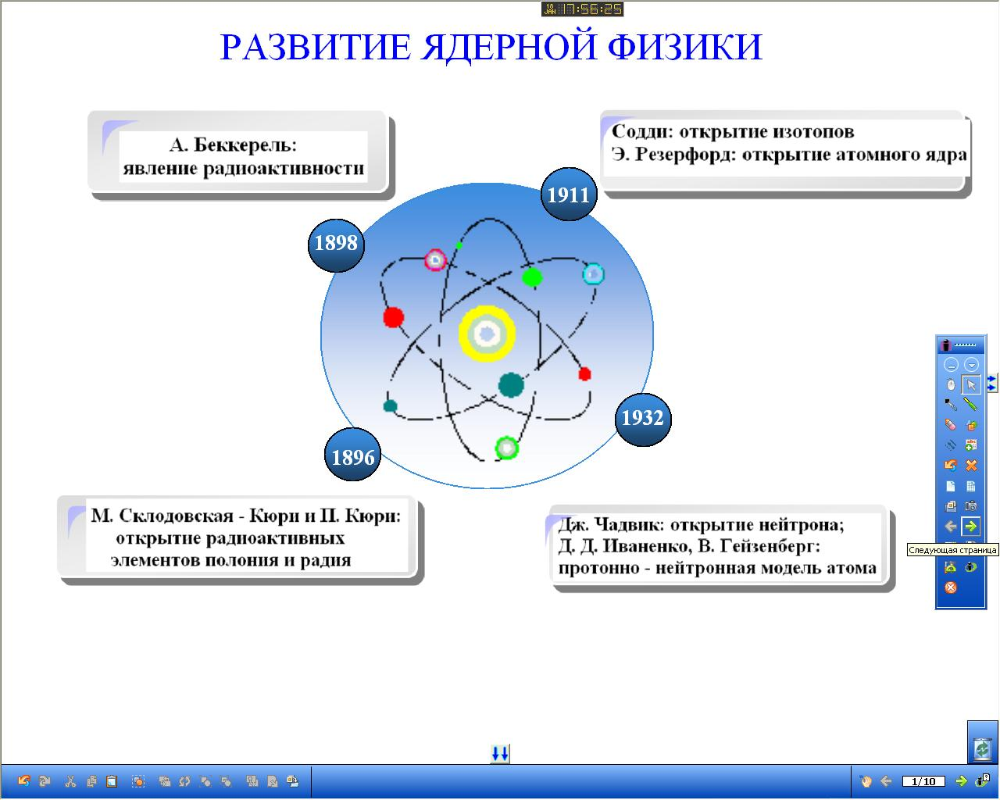 18
JAN
17:56:25
РАЗВИТИЕ ЯДЕРНОЙ ФИЗИКИ
А. Беккерель:
явление радиоактивности
Содди: открытие изотопов
Э. Резерфорд: открытие атомного ядра
1911
1898
1932
1896
М. Склодовская - Кюри и П. Кюри:
открытие радиоактивных
элементов полония и радия
Дж. Чадвик: открытие нейтрона;
Д. Д. Иваненко, В. Гейзенберг:
протонно - нейтронная модель атома
abc
Следующая страница
1/10